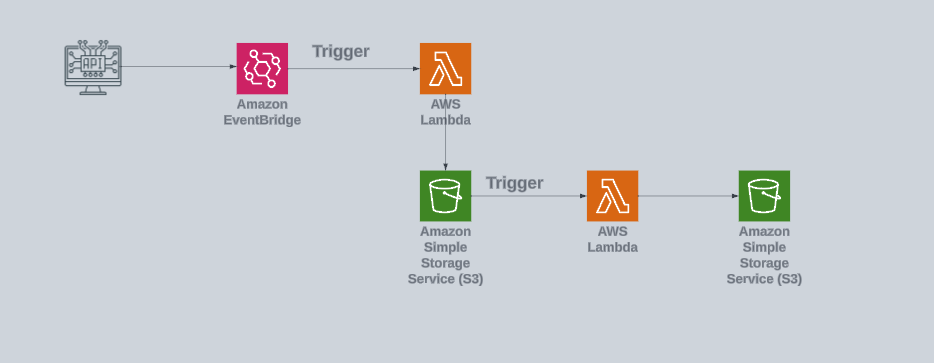 API
Trigger
Amazon
EventBridge
AWS
Lambda
Trigger
Amazon
Simple
Storage
Service (S3)
AWS
Lambda
Amazon
Simple
Storage
Service (S3)